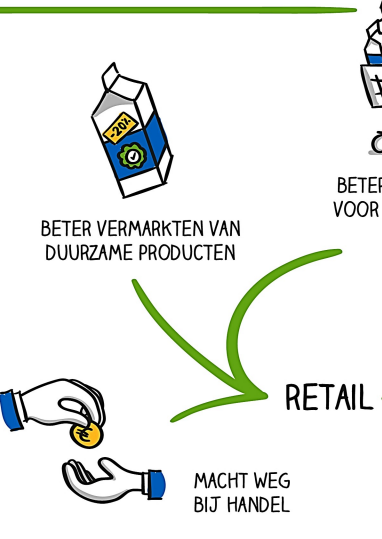 -20%
BETER VERMARKTEN VAN
DUURZAME PRODUCTEN
BETER
VOOR
RETAIL
€
MACHT WEG
BIJ HANDEL